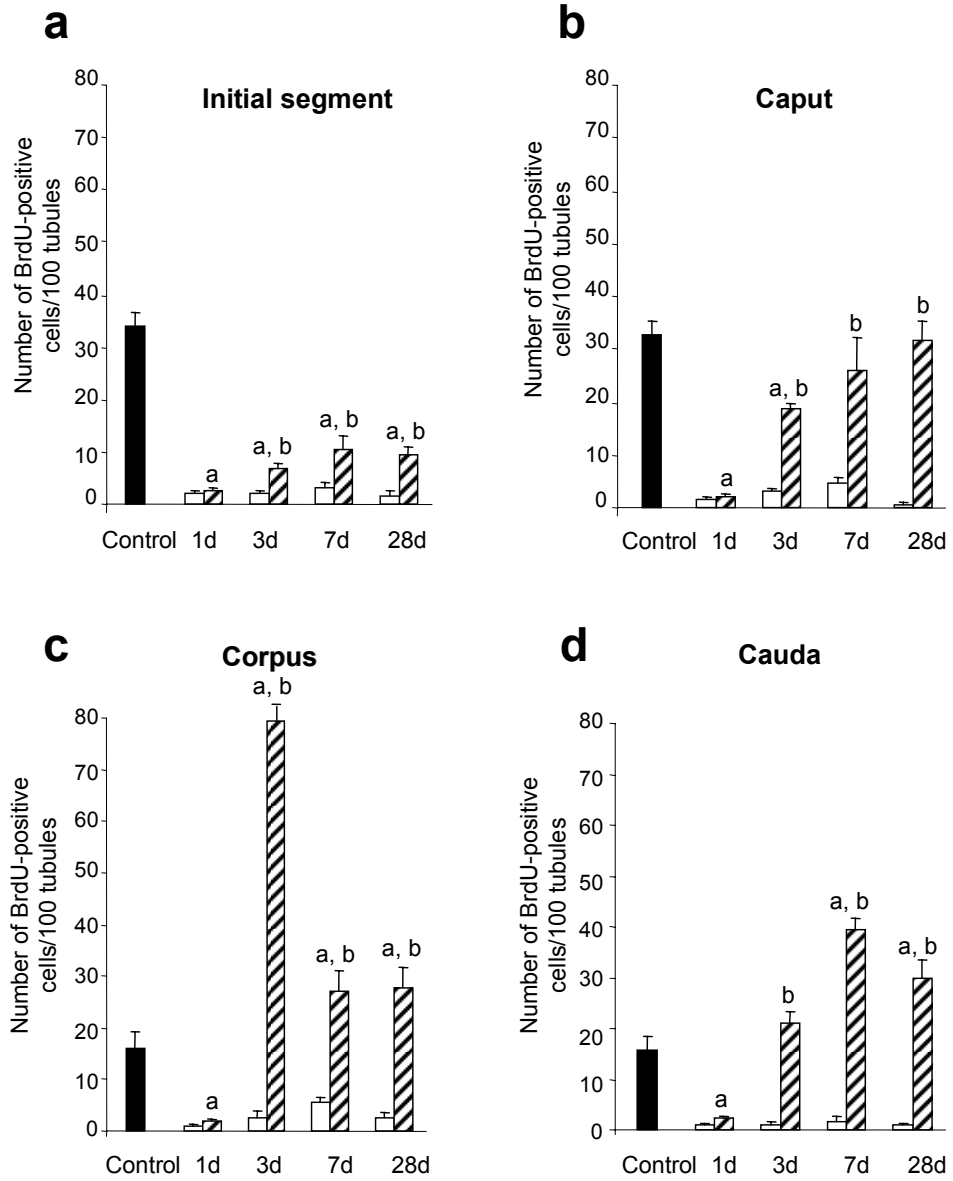 a
Initial segment
Number of BrdU-positive
cells/100 tubules
80
70
60
50
40
30
20
10
0
a
a, b
a, b
a, b
Control 1d 3d 7d 28d
b
Caput
Number of BrdU-positive
cells/100 tubules
80
70
60
50
40
30
20
10
0
a
a, b
b
b
Control 1d 3d 7d 28d
c
Corpus
Number of BrdU-positive
cells/100 tubules
80
70
60
50
40
30
20
10
0
a
a, b
a, b
a, b
Control 1d 3d 7d 28d
d
Cauda
Number of BrdU-positive
cells/100 tubules
80
70
60
50
40
30
20
10
0
a
b
a, b
a, b
Control 1d 3d 7d 28d